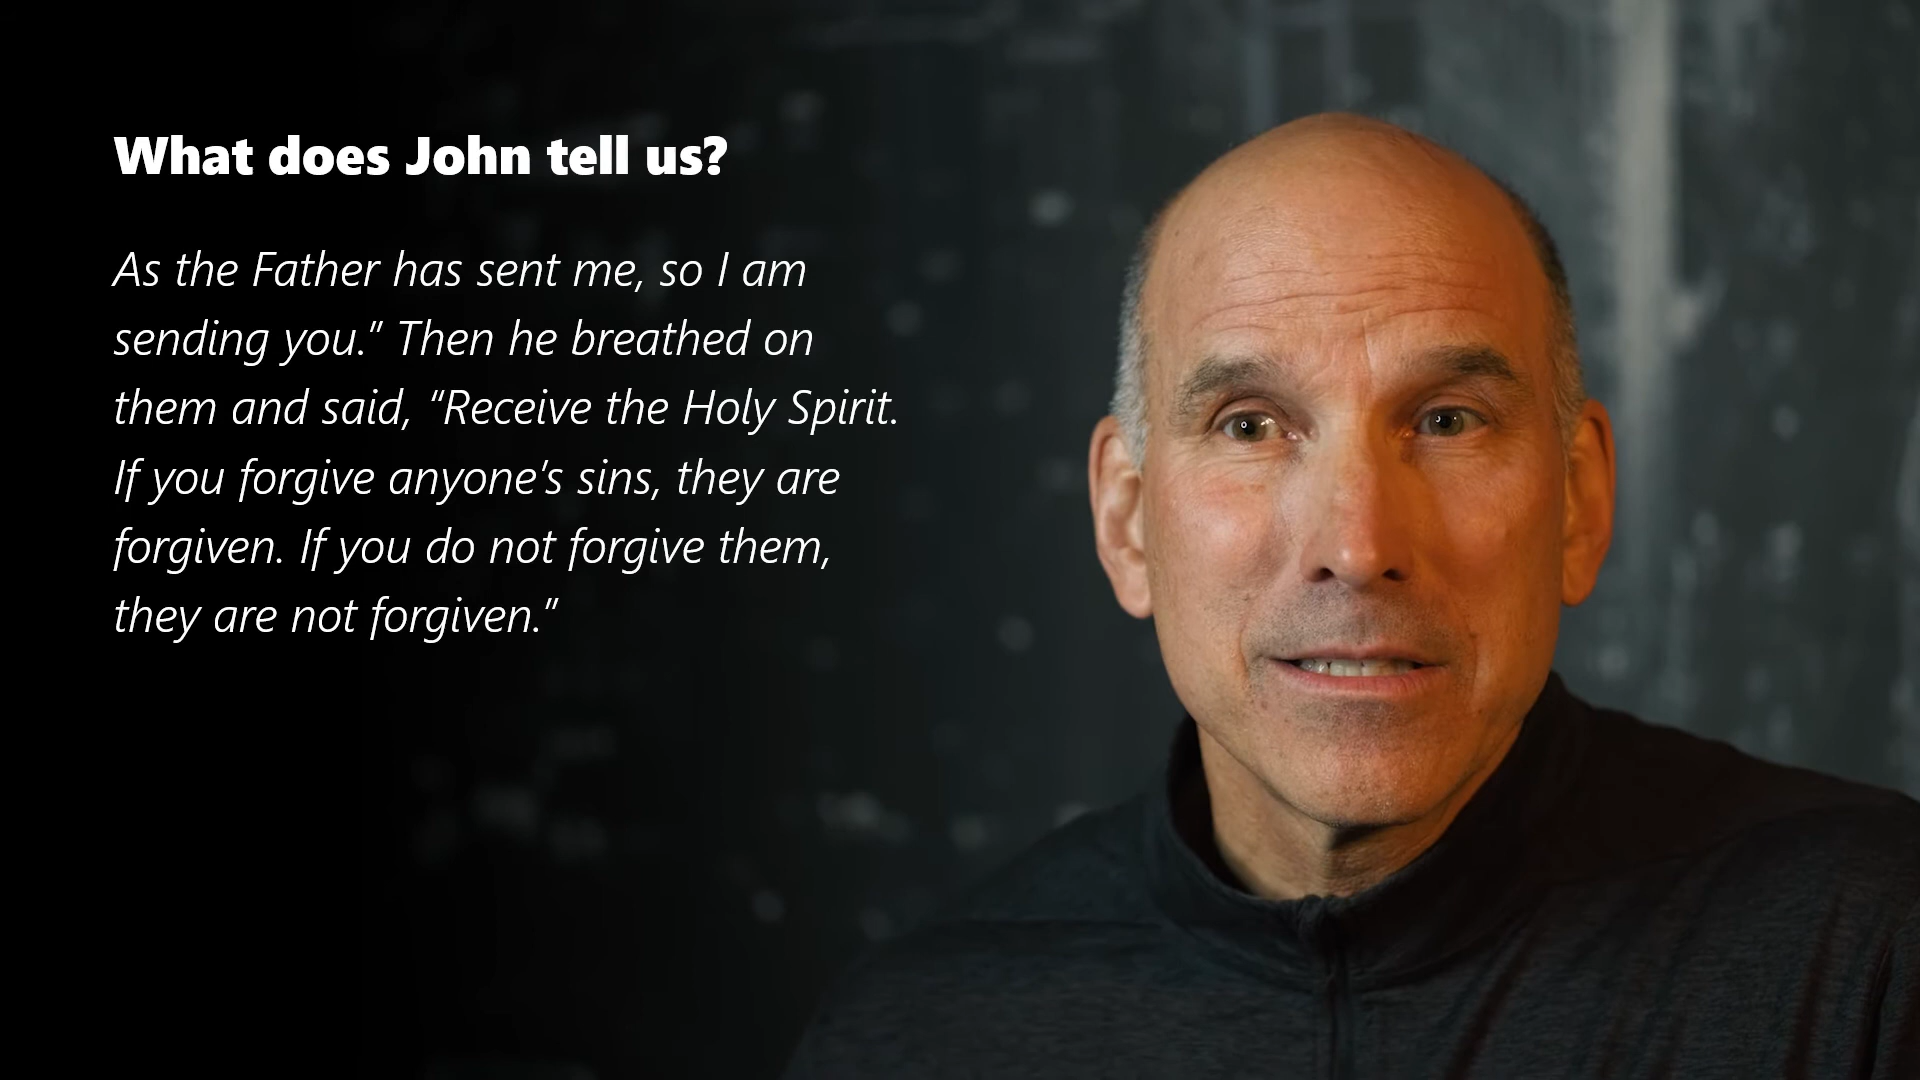 What does John tell us?
As the Father has sent me, so I am
sending you.” Then he breathed on
them and said, “Receive the Holy Spirit.
If you forgive anyone’s sins, they are
forgiven. If you do not forgive them,
they are not forgiven.”